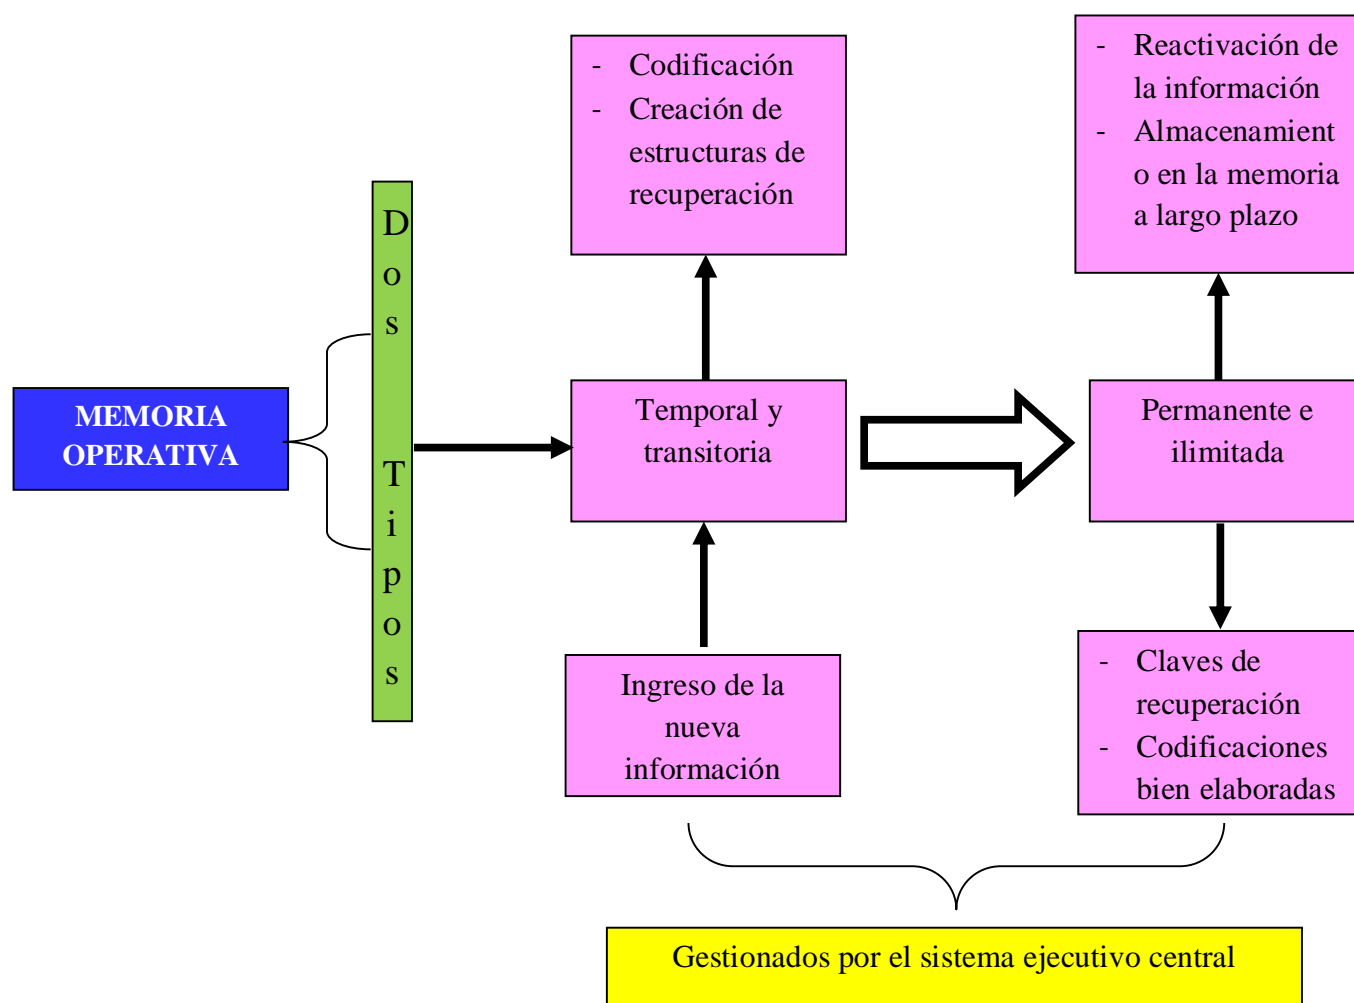 MEMORIA
OPERATIVA
Dos Tipos
- Codificación
- Creación de
estructuras de
recuperación
Temporal y
transitoria
Ingreso de la
nueva
información
- Reactivación de
la información
- Almacenamient
o en la memoria
a largo plazo
Permanente e
ilimitada
- Claves de
recuperación
- Codificaciones
bien elaboradas
Gestionados por el sistema ejecutivo central